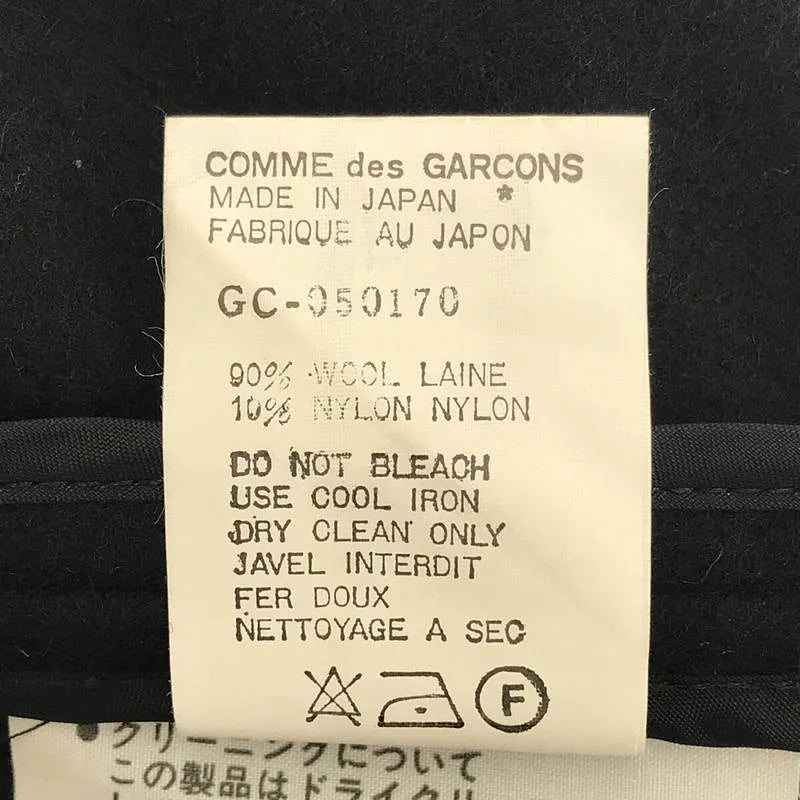 COMME des GARCONS
MADE IN JAPAN *
FABRIQUE AU JAPON
GC-050170
90% WOOL LAINE
10% NYLON NYLON
DO NOT BLEACH
USE COOL IRON
DRY CLEAN ONLY
JAVEL INTERDIT
FER DOUX
NETTOYAGE A SEC
F
●クリーニングについて
この製品はドライクリ